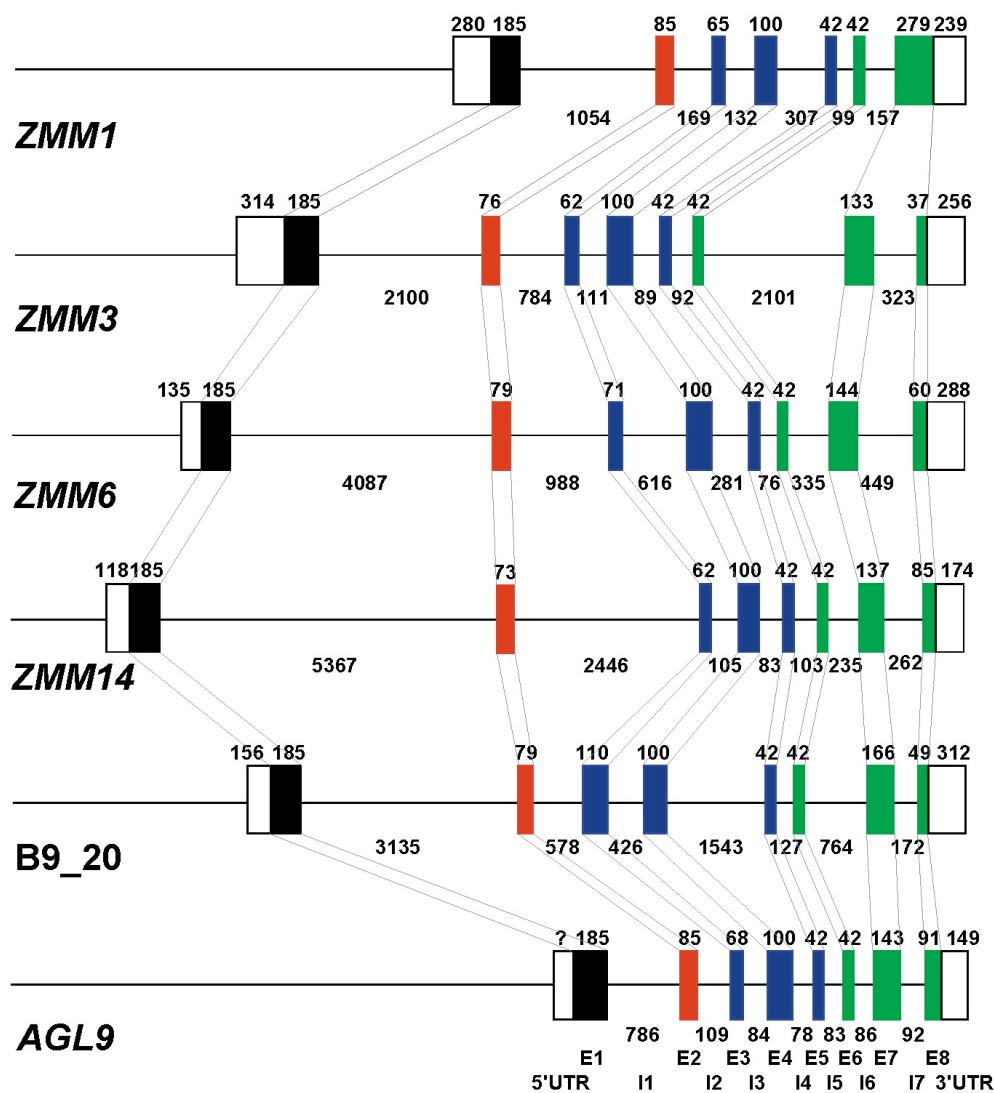 280 185 85 65 100 42 42 279 239
1054 169 132 307 99 157
ZMM1
314 185 76 62 100 42 42 133 37 256
2100 784 111 89 92 2101 323
ZMM3
135 185 79 71 100 42 42 144 60 288
4087 988 616 281 76 335 449
ZMM6
118 185 73 62 100 42 42 137 85 174
5367 2446 105 83 103 235 262
ZMM14
156 185 79 110 100 42 42 166 49 312
3135 578 426 1543 127 764 172
B9_20
? 185 85 68 100 42 42 143 91 149
786 109 84 78 83 86 92
AGL9
E1 E2 E3 E4 E5 E6 E7 E8
5'UTR I1 I2 I3 I4 I5 I6 I7 3'UTR